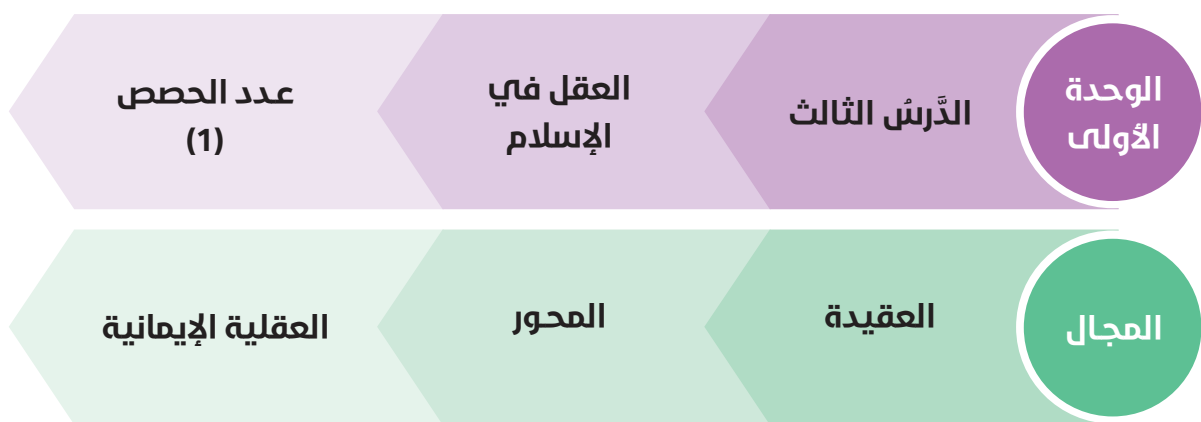 الوحدة
الأولى
الدَّرسُ الثالث
العقل في
الإسلام
عدد الحصص
(1)
المجال
العقيدة
المحور
العقلية الإيمانية